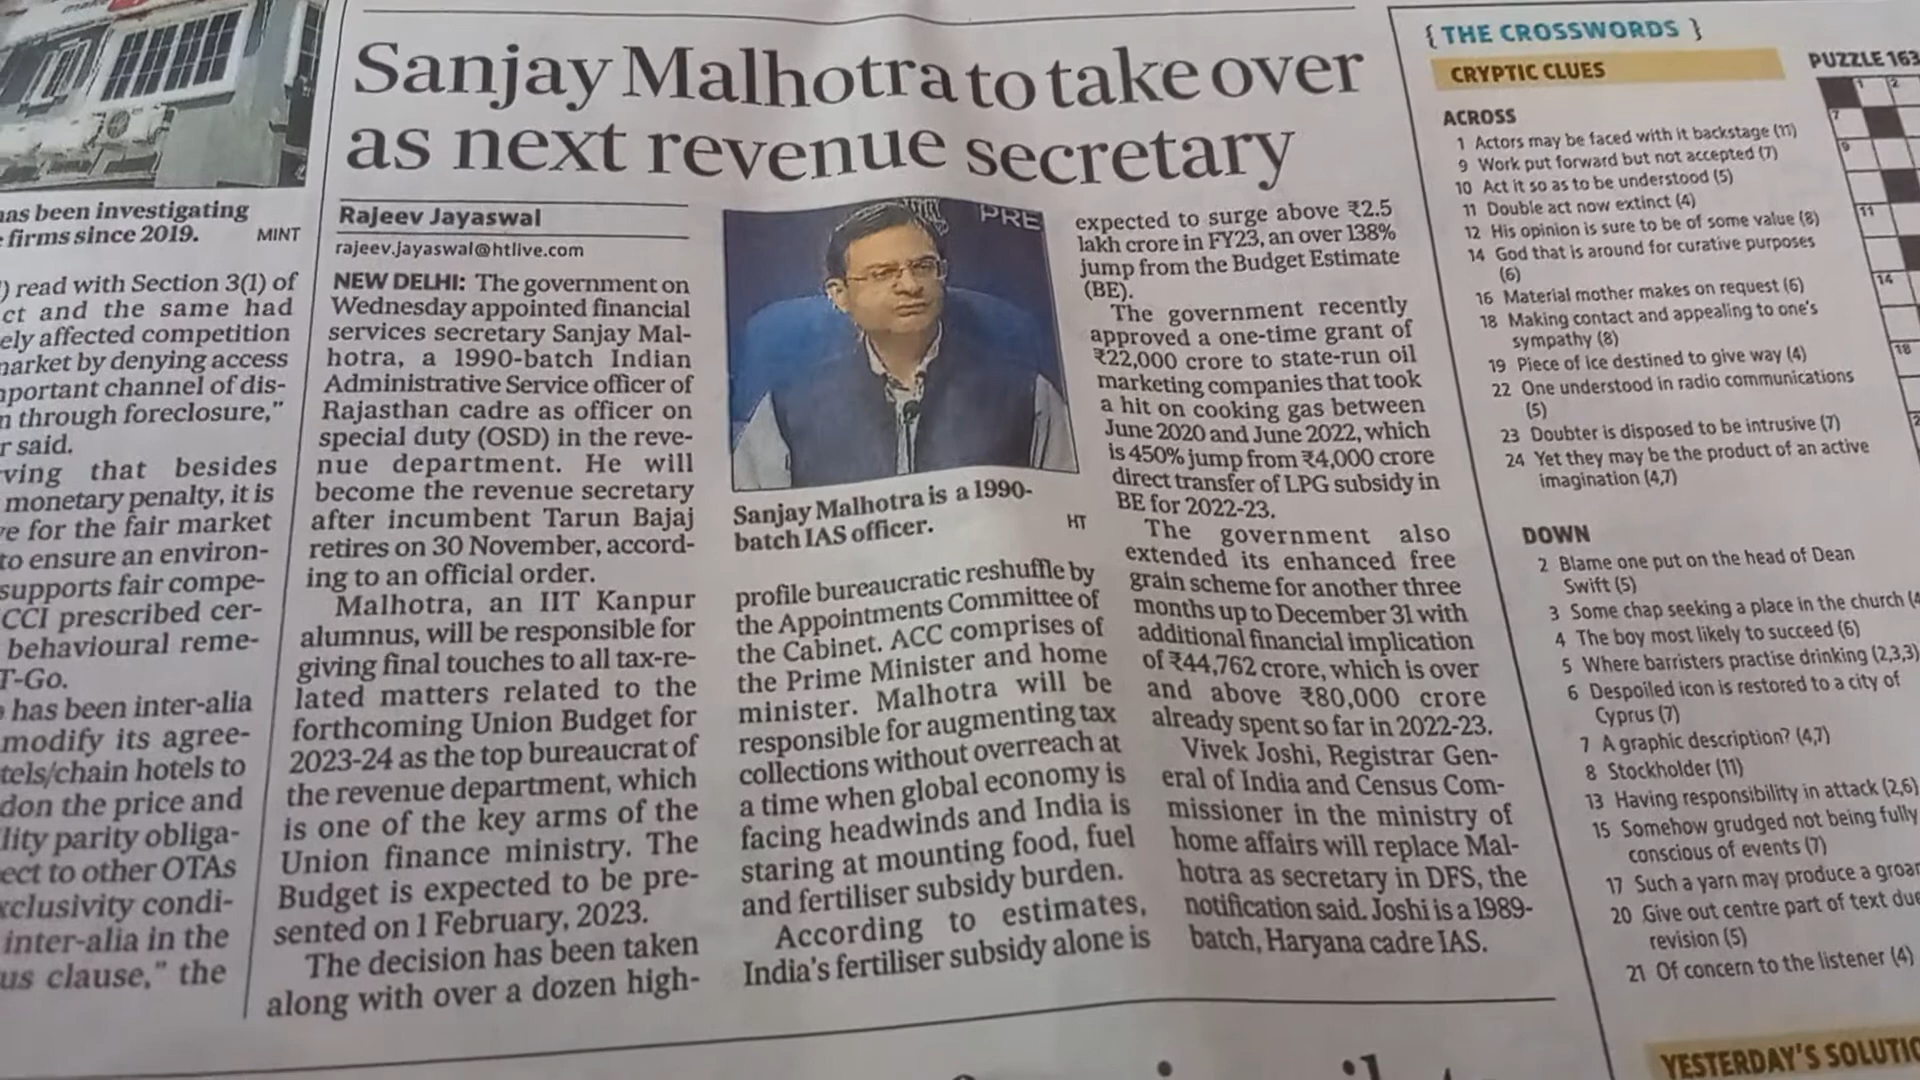 has been investigating
firms since 2019.
MINT
) read with Section 3(1) of
ct and the same had
ely affected competition
market by denying access
portant channel of dis-
n through foreclosure,"
r said.
ving that besides
monetary penalty, it is
e for the fair market
to ensure an environ-
supports fair compe-
CCI prescribed cer-
behavioural reme-
T-Go.
has been inter-alia
modify its agree-
tels/chain hotels to
don the price and
lity parity obliga-
ect to other OTAs
xclusivity condi-
inter-alia in the
us clause," the
Sanjay Malhotra to take over
as next revenue secretary
Rajeev Jayaswal
rajeev.jayaswal@htlive.com
NEW DELHI: The government on
Wednesday appointed financial
services secretary Sanjay Mal-
hotra, a 1990-batch Indian
Administrative Service officer of
Rajasthan cadre as officer on
special duty (OSD) in the reve-
nue department. He will
become the revenue secretary
after incumbent Tarun Bajaj
retires on 30 November, accord-
ing to an official order.
Malhotra, an IIT Kanpur
alumnus, will be responsible for
giving final touches to all tax-re-
lated matters related to the
forthcoming Union Budget for
2023-24 as the top bureaucrat of
the revenue department, which
is one of the key arms of the
Union finance ministry. The
Budget is expected to be pre-
sented on 1 February, 2023.
The decision has been taken
along with over a dozen high-
PRE
Sanjay Malhotra is a 1990-
batch IAS officer.
HT
profile bureaucratic reshuffle by
the Appointments Committee of
the Cabinet. ACC comprises of
the Prime Minister and home
minister. Malhotra will be
responsible for augmenting tax
collections without overreach at
a time when global economy is
facing headwinds and India is
staring at mounting food, fuel
and fertiliser subsidy burden.
According to estimates,
India's fertiliser subsidy alone is
expected to surge above ₹2.5
lakh crore in FY23, an over 138%
jump from the Budget Estimate
(BE).
The government recently
approved a one-time grant of
₹22,000 crore to state-run oil
marketing companies that took
a hit on cooking gas between
June 2020 and June 2022, which
is 450% jump from ₹4,000 crore
direct transfer of LPG subsidy in
BE for 2022-23.
The government also
extended its enhanced free
grain scheme for another three
months up to December 31 with
additional financial implication
of ₹44,762 crore, which is over
and above ₹80,000 crore
already spent so far in 2022-23.
Vivek Joshi, Registrar Gen-
eral of India and Census Com-
missioner in the ministry of
home affairs will replace Mal-
hotra as secretary in DFS, the
notification said. Joshi is a 1989-
batch, Haryana cadre IAS.
{ THE CROSSWORDS }
CRYPTIC CLUES
ACROSS
1 Actors may be faced with it backstage (11)
9 Work put forward but not accepted (7)
10 Act it so as to be understood (5)
11 Double act now extinct (4)
12 His opinion is sure to be of some value (8)
14 God that is around for curative purposes
(6)
16 Material mother makes on request (6)
18 Making contact and appealing to one's
sympathy (8)
19 Piece of ice destined to give way (4)
22 One understood in radio communications
(5)
23 Doubter is disposed to be intrusive (7)
24 Yet they may be the product of an active
imagination (4,7)
DOWN
2 Blame one put on the head of Dean
Swift (5)
3 Some chap seeking a place in the church (4
4 The boy most likely to succeed (6)
5 Where barristers practise drinking (2,3,3)
6 Despoiled icon is restored to a city of
Cyprus (7)
7 A graphic description? (4,7)
8 Stockholder (11)
13 Having responsibility in attack (2,6)
15 Somehow grudged not being fully
conscious of events (7)
17 Such a yarn may produce a groan
20 Give out centre part of text due
revision (5)
21 Of concern to the listener (4)
PUZZLE 163
1 2
7
9
11
14
18
YESTERDAY'S SOLUTIO